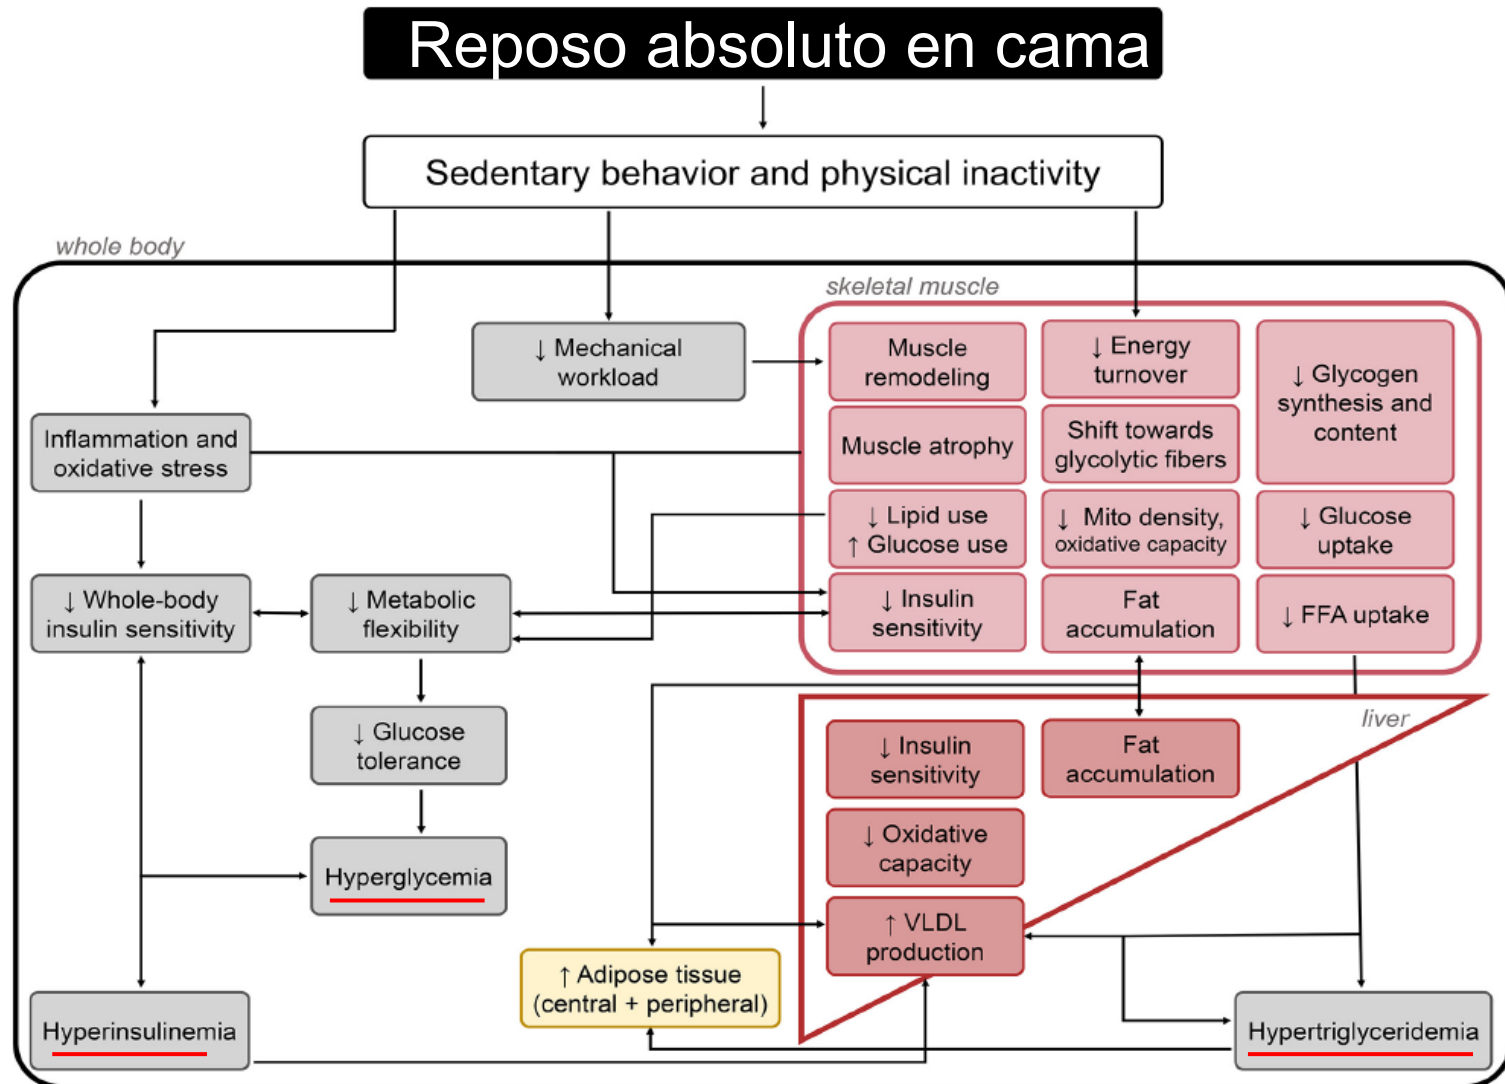 Reposo absoluto en cama
Sedentary behavior and physical inactivity
whole body
skeletal muscle
↓ Mechanical
workload
Muscle
remodeling
↓ Energy
turnover
↓ Glycogen
synthesis and
content
Inflammation and
oxidative stress
Muscle atrophy
Shift towards
glycolytic fibers
↓ Lipid use
↑ Glucose use
↓ Mito density,
oxidative capacity
↓ Glucose
uptake
↓ Whole-body
insulin sensitivity
↓ Metabolic
flexibility
↓ Insulin
sensitivity
Fat
accumulation
↓ FFA uptake
↓ Glucose
tolerance
liver
↓ Insulin
sensitivity
Fat
accumulation
↓ Oxidative
capacity
Hyperglycemia
↑ VLDL
production
↑ Adipose tissue
(central + peripheral)
Hyperinsulinemia
Hypertriglyceridemia